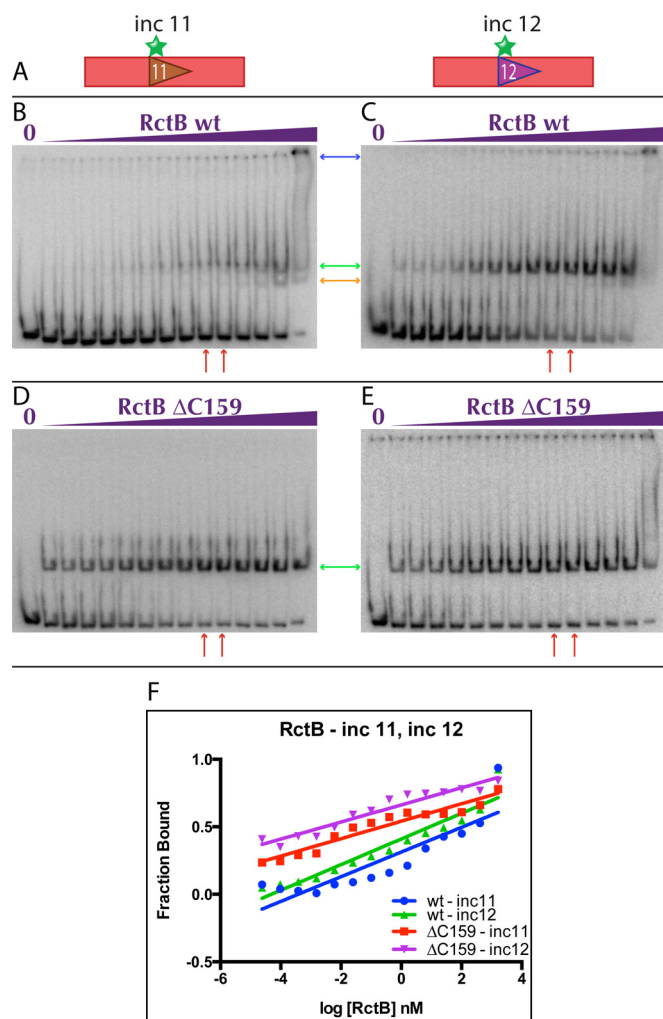 inc 11
inc 12
A
11
12
B
C
0
RctB wt
0
RctB wt
D
E
0
RctB ΔC159
0
RctB ΔC159
F
RctB - inc 11, inc 12
1.0
0.5
0.0
-0.5
Fraction Bound
wt - inc11
wt - inc12
ΔC159 - inc11
ΔC159 - inc12
-6
-4
-2
0
2
4
log [RctB] nM